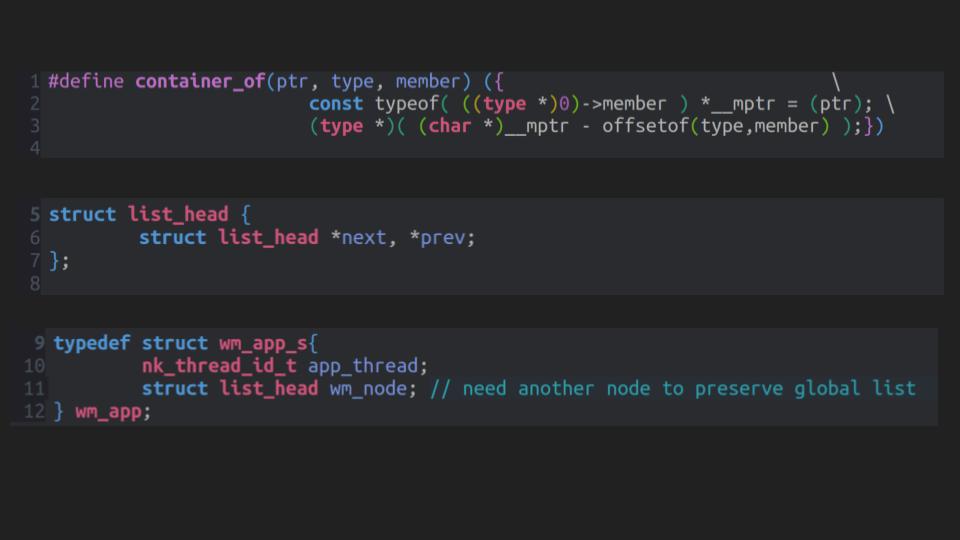 1 #define container_of(ptr, type, member) ({ \
2 const typeof( ((type *)0)->member ) *__mptr = (ptr); \
3 (type *)( (char *)__mptr - offsetof(type,member) );})
4
5 struct list_head {
6 struct list_head *next, *prev;
7 };
8
9 typedef struct wm_app_s{
10 nk_thread_id_t app_thread;
11 struct list_head wm_node; // need another node to preserve global list
12 } wm_app;